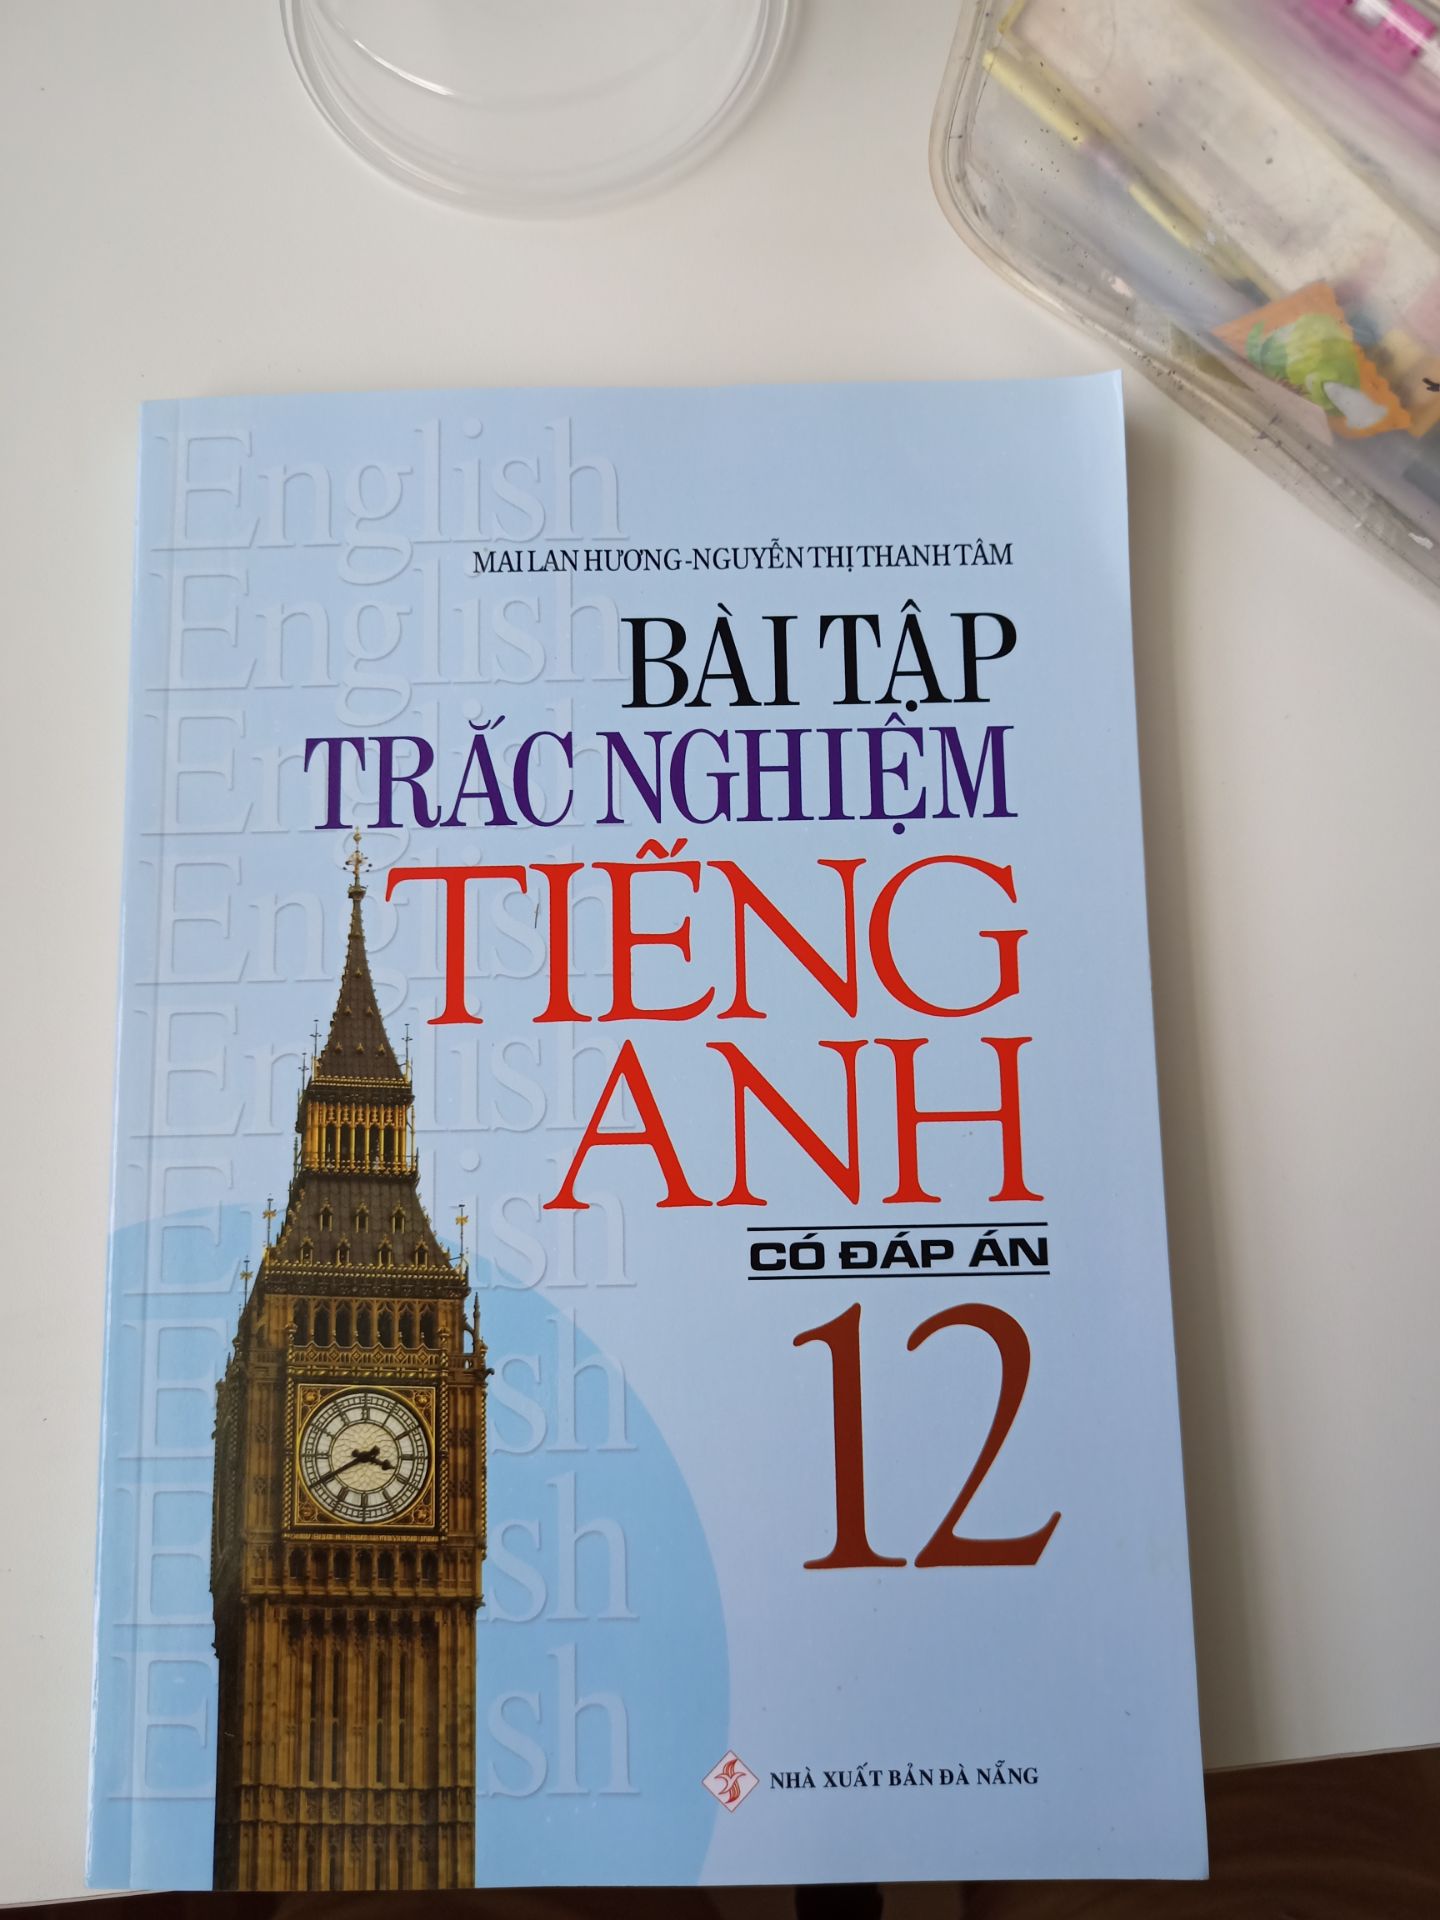 English
MAI LAN HƯƠNG-NGUYỄN THỊ THANH TÂM
English
BÀI TẬP
English
TRẮC NGHIỆM
English
TIẾNG
English
ANH
English
CÓ ĐÁP ÁN
12
NHÀ XUẤT BẢN ĐÀ NẴNG